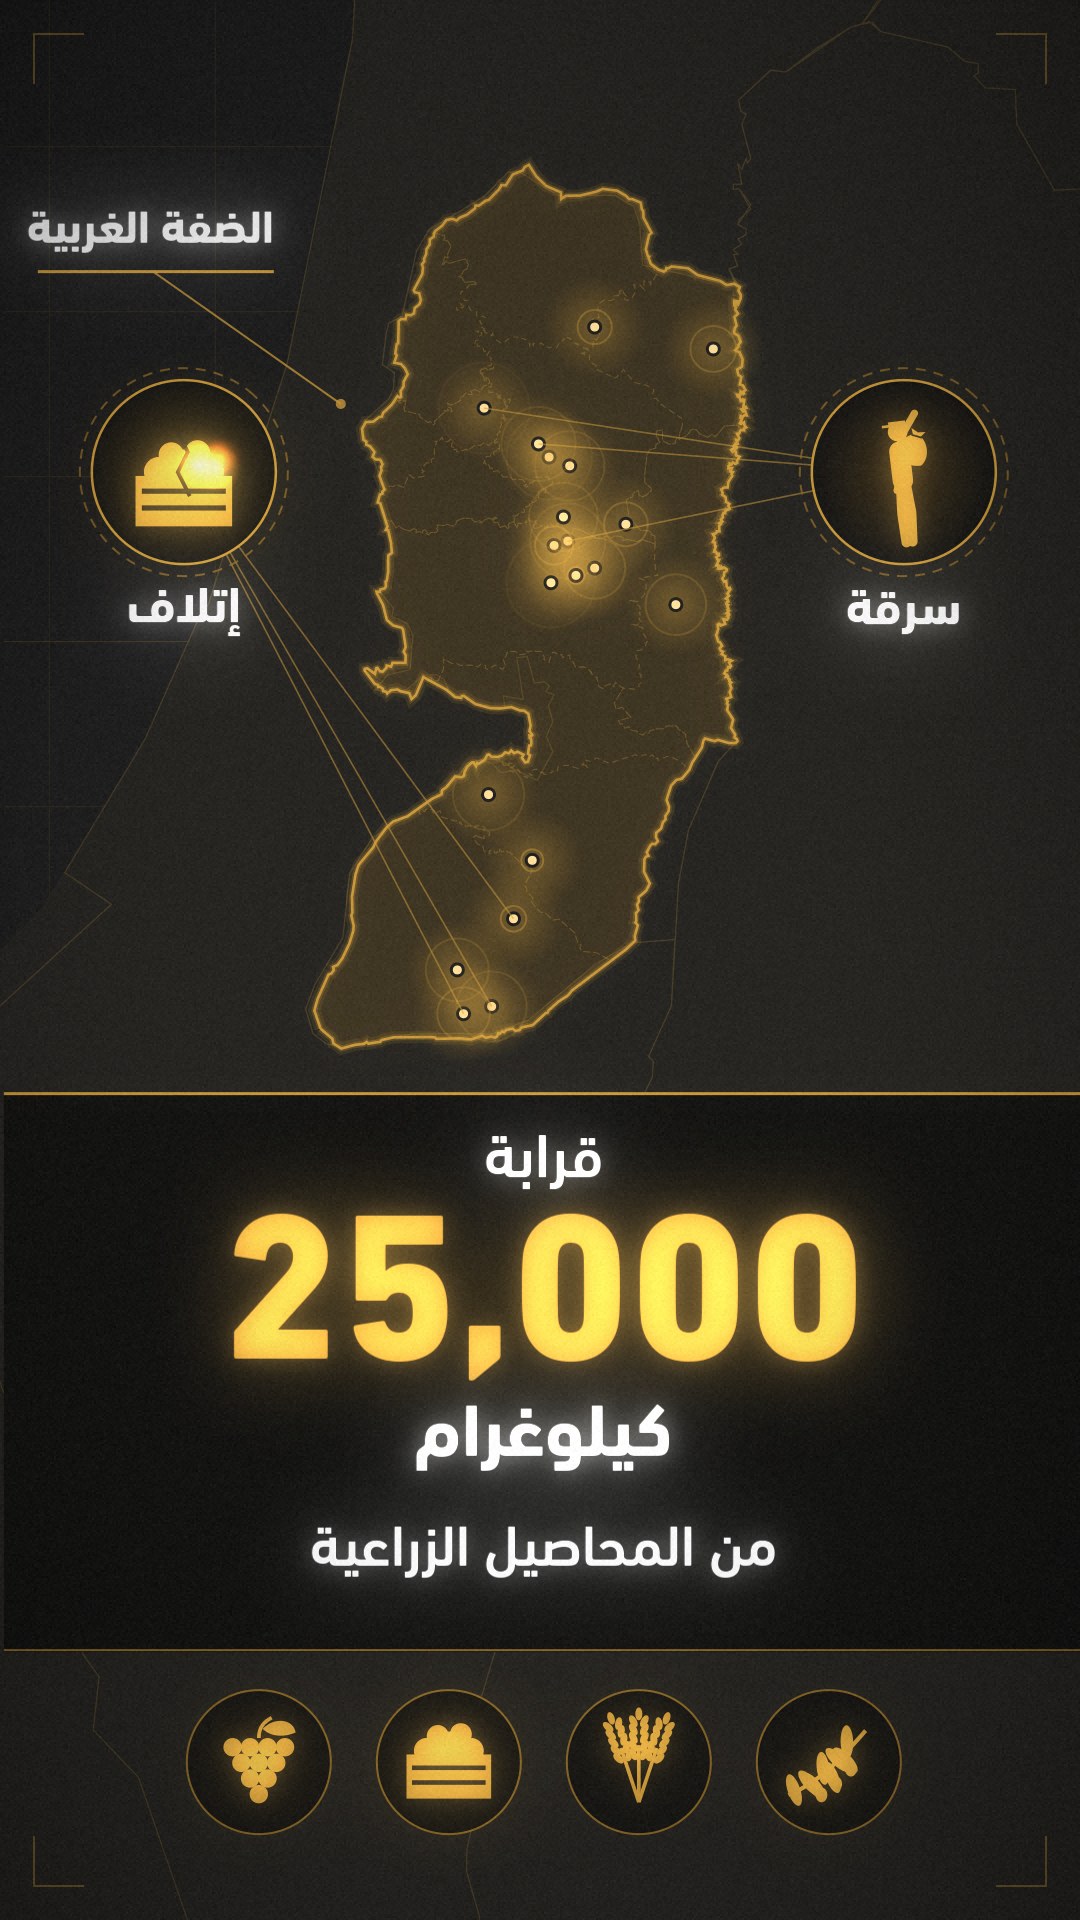 الضفة الغربية
إتلاف
سرقة
قرابة
25,000
كيلوغرام
من المحاصيل الزراعية